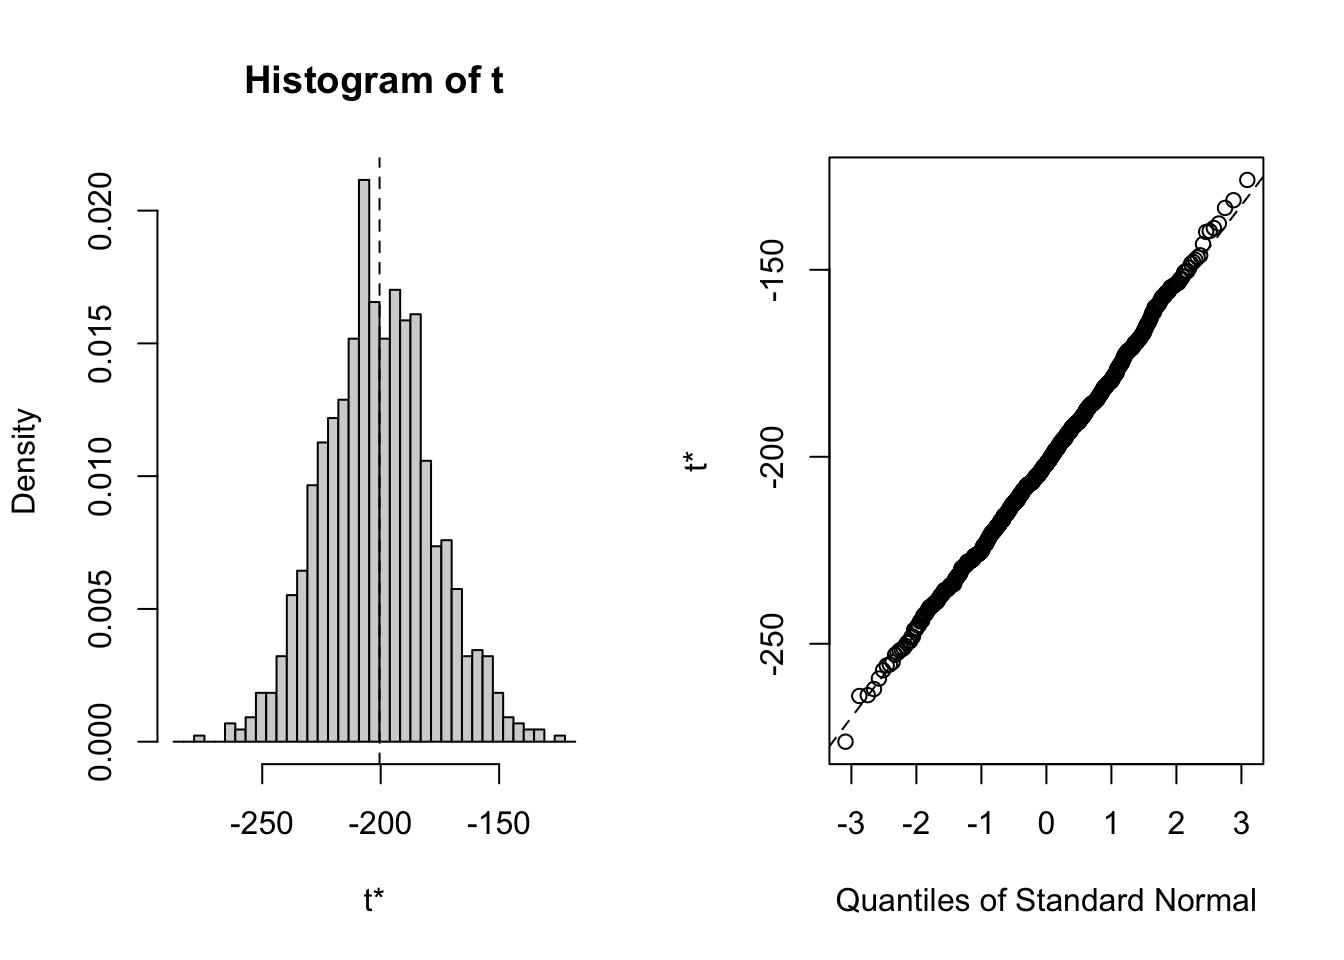 Histogram of t
Density
0.000 0.005 0.010 0.015 0.020
-250 -200 -150
t*
t*
-250 -200 -150
-3 -2 -1 0 1 2 3
Quantiles of Standard Normal